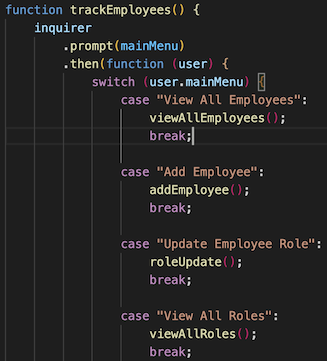 function trackEmployees() {
    inquirer
        .prompt(mainMenu)
        .then(function (user) {
            switch (user.mainMenu) {
                case "View All Employees":
                    viewAllEmployees();
                    break;

                case "Add Employee":
                    addEmployee();
                    break;

                case "Update Employee Role":
                    roleUpdate();
                    break;

                case "View All Roles":
                    viewAllRoles();
                    break;